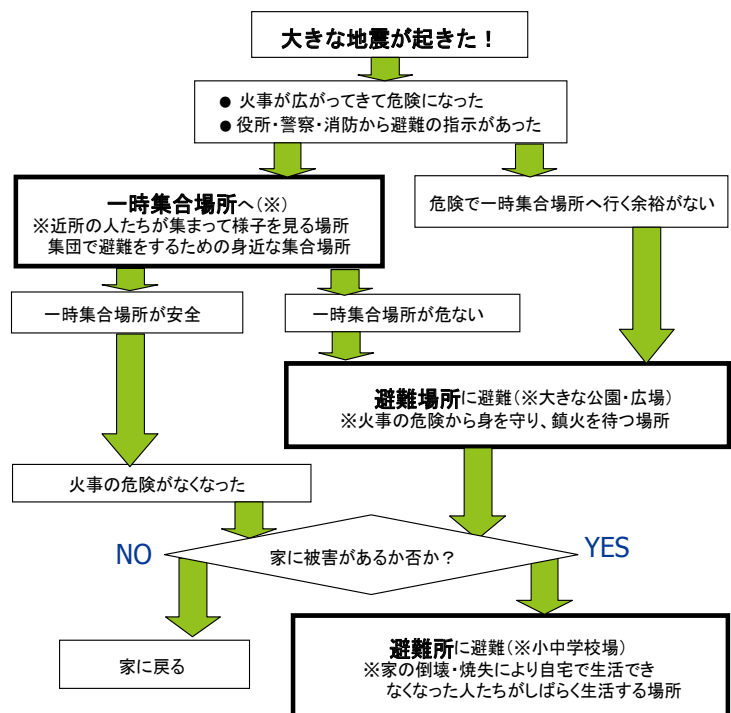 大きな地震が起きた！
● 火事が広がってきて危険になった
● 役所・警察・消防から避難の指示があった
一時集合場所へ(※)
※近所の人たちが集まって様子を見る場所
集団で避難をするための身近な集合場所
危険で一時集合場所へ行く余裕がない
一時集合場所が安全
一時集合場所が危ない
避難場所に避難(※大きな公園・広場)
※火事の危険から身を守り、鎮火を待つ場所
火事の危険がなくなった
家に被害があるか否か？
NO
YES
家に戻る
避難所に避難(※小中学校場)
※家の倒壊・焼失により自宅で生活でき
なくなった人たちがしばらく生活する場所